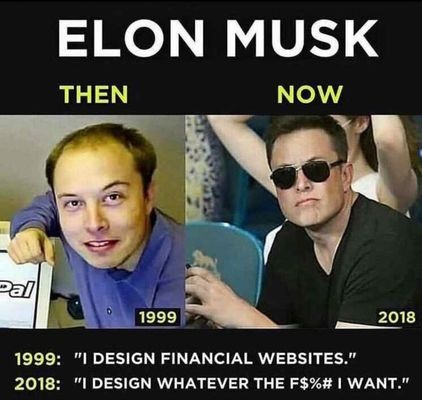 ELON MUSK
THEN NOW
Pal
1999 2018
1999: "I DESIGN FINANCIAL WEBSITES."
2018: "I DESIGN WHATEVER THE F$%# I WANT."